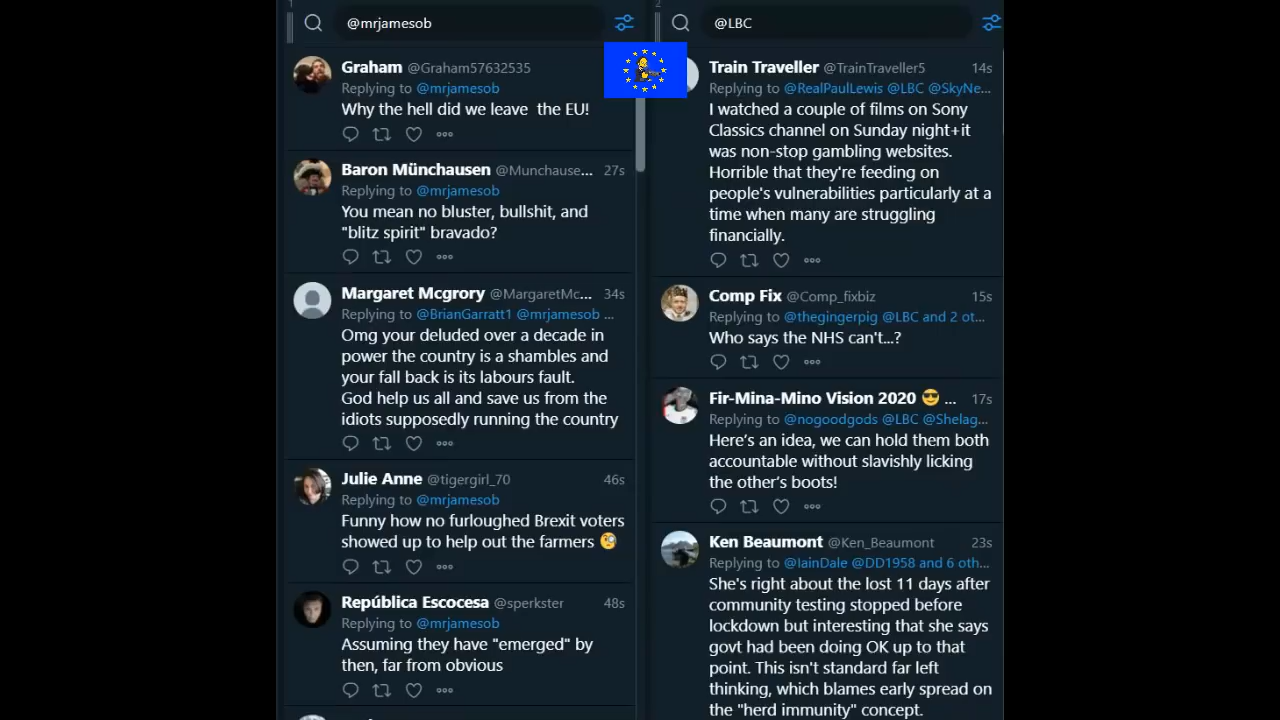 1
@mrjamesob
Graham @Graham57632535
Replying to @mrjamesob
Why the hell did we leave the EU!
Baron Münchausen @Munchause... 27s
Replying to @mrjamesob
You mean no bluster, bullshit, and
"blitz spirit" bravado?
Margaret Mcgrory @MargaretMc... 34s
Replying to @BrianGarratt1 @mrjamesob ...
Omg your deluded over a decade in
power the country is a shambles and
your fall back is its labours fault.
God help us all and save us from the
idiots supposedly running the country
Julie Anne @tigergirl_70 46s
Replying to @mrjamesob
Funny how no furloughed Brexit voters
showed up to help out the farmers 🧐
República Escocesa @sperkster 48s
Replying to @mrjamesob
Assuming they have "emerged" by
then, far from obvious
2
@LBC
Train Traveller @TrainTraveller5 14s
Replying to @RealPaulLewis @LBC @SkyNe...
I watched a couple of films on Sony
Classics channel on Sunday night+it
was non-stop gambling websites.
Horrible that they're feeding on
people's vulnerabilities particularly at a
time when many are struggling
financially.
Comp Fix @Comp_fixbiz 15s
Replying to @thegingerpig @LBC and 2 ot...
Who says the NHS can't...?
Fir-Mina-Mino Vision 2020 😎 ... 17s
Replying to @nogoodgods @LBC @Shelag...
Here's an idea, we can hold them both
accountable without slavishly licking
the other's boots!
Ken Beaumont @Ken_Beaumont 23s
Replying to @IainDale @DD1958 and 6 oth...
She's right about the lost 11 days after
community testing stopped before
lockdown but interesting that she says
govt had been doing OK up to that
point. This isn't standard far left
thinking, which blames early spread on
the "herd immunity" concept.